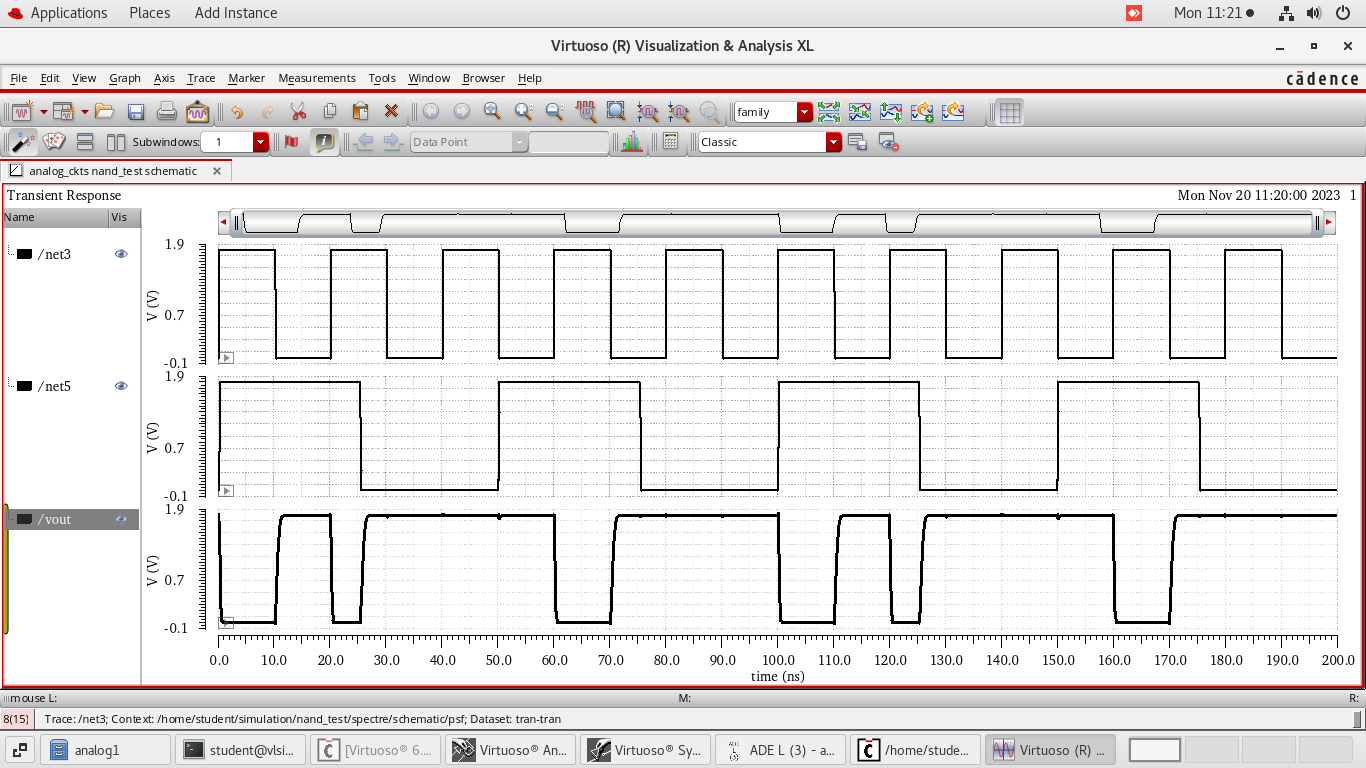 Applications Places Add Instance Mon 11:21
Virtuoso (R) Visualization & Analysis XL
File Edit View Graph Axis Trace Marker Measurements Tools Window Browser Help cādence
family
Subwindows: 1 Data Point Classic
analog_ckts nand_test schematic
Transient Response Mon Nov 20 11:20:00 2023 1
Name Vis
/net3
V (V)
1.9
0.7
-0.1
/net5
V (V)
1.9
0.7
-0.1
/vout
V (V)
1.9
0.7
-0.1
0.0 10.0 20.0 30.0 40.0 50.0 60.0 70.0 80.0 90.0 100.0 110.0 120.0 130.0 140.0 150.0 160.0 170.0 180.0 190.0 200.0
time (ns)
mouse L: M: R:
8(15) Trace: /net3; Context: /home/student/simulation/nand_test/spectre/schematic/psf; Dataset: tran-tran
analog1 student@vlsi... [Virtuoso® 6.... Virtuoso® An... Virtuoso® Sy... ADE L (3) - a... /home/stude... Virtuoso (R) ...